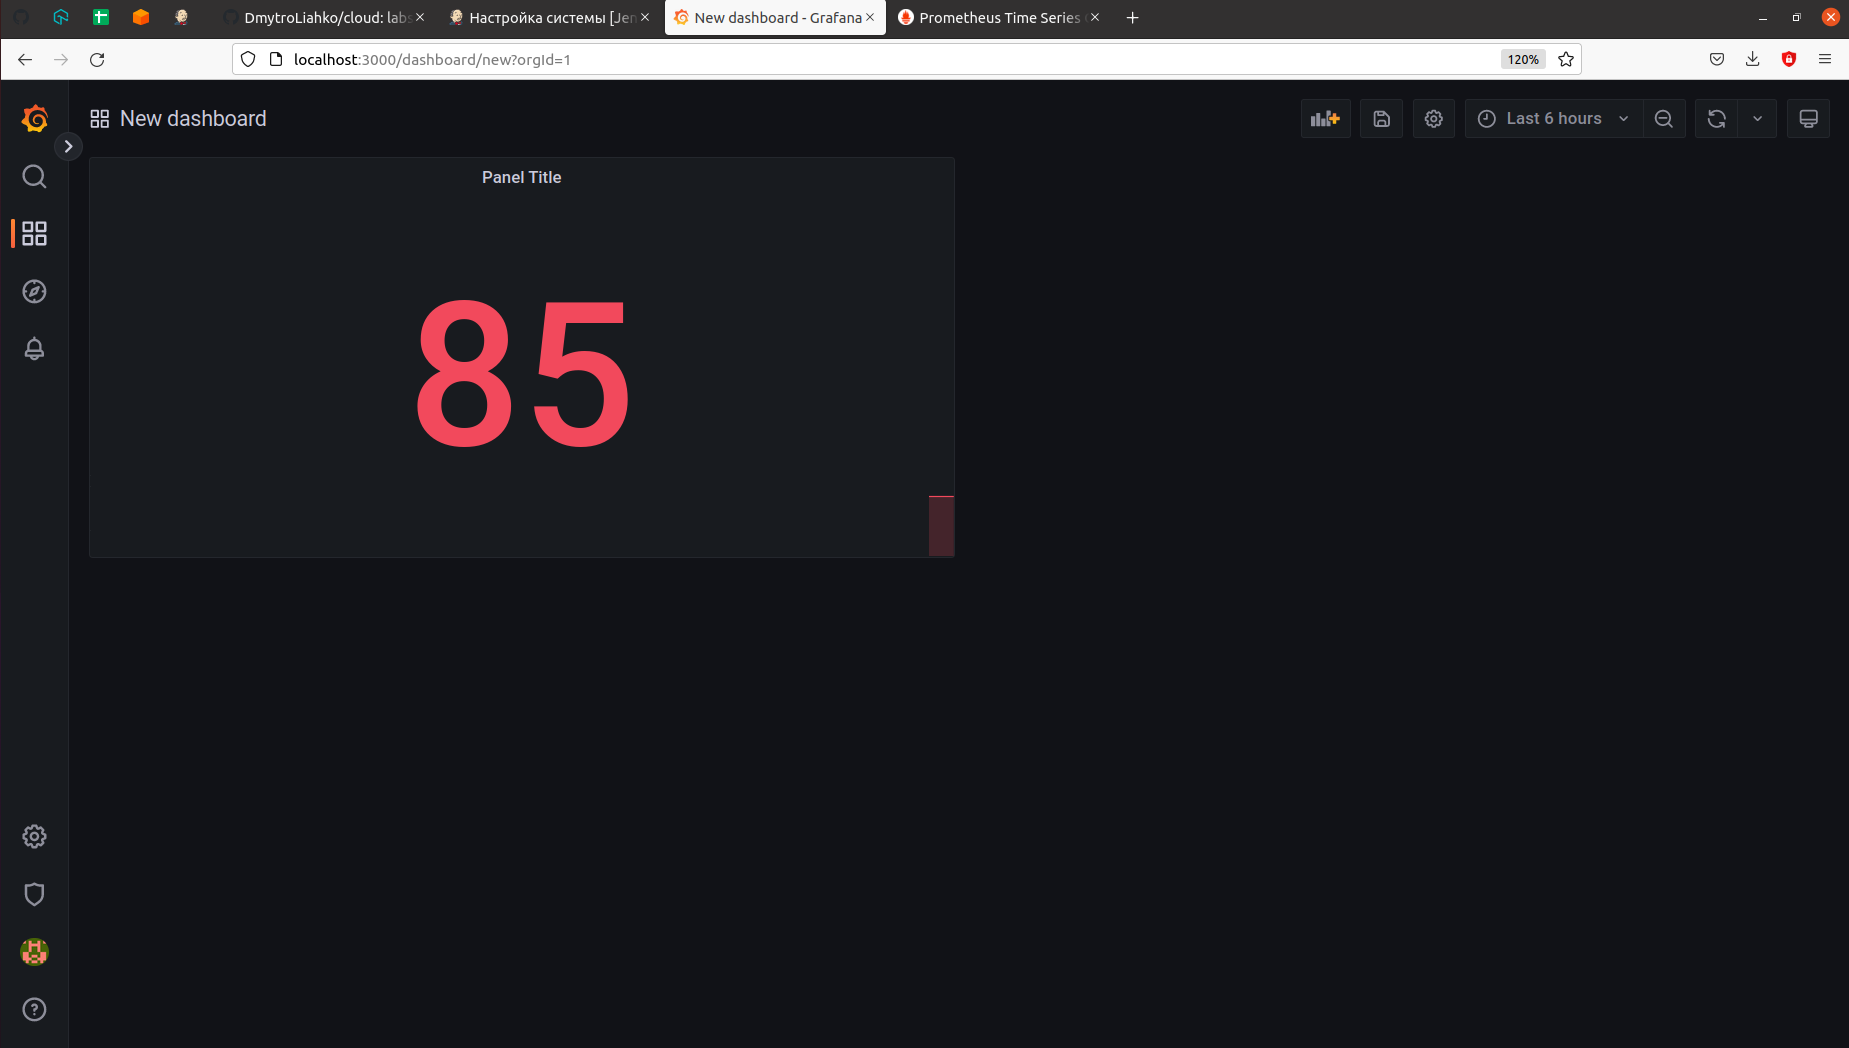 DmytroLiahko/cloud: labs
Настройка системы [Jen
New dashboard - Grafana
Prometheus Time Series
localhost:3000/dashboard/new?orgId=1
120%
New dashboard
Last 6 hours
Panel Title
85